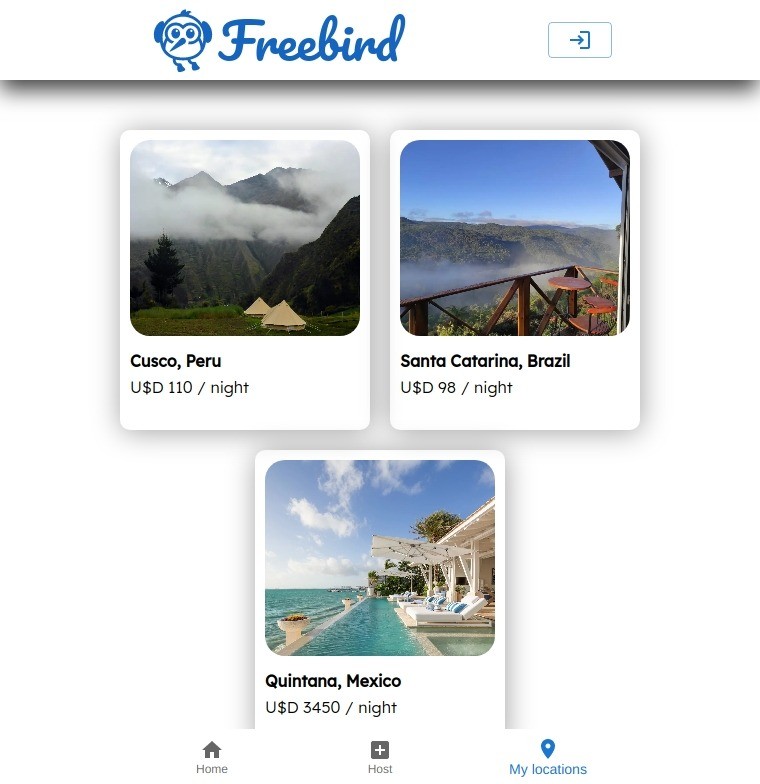 Freebird
Cusco, Peru
U$D 110 / night
Santa Catarina, Brazil
U$D 98 / night
Quintana, Mexico
U$D 3450 / night
Home
Host
My locations